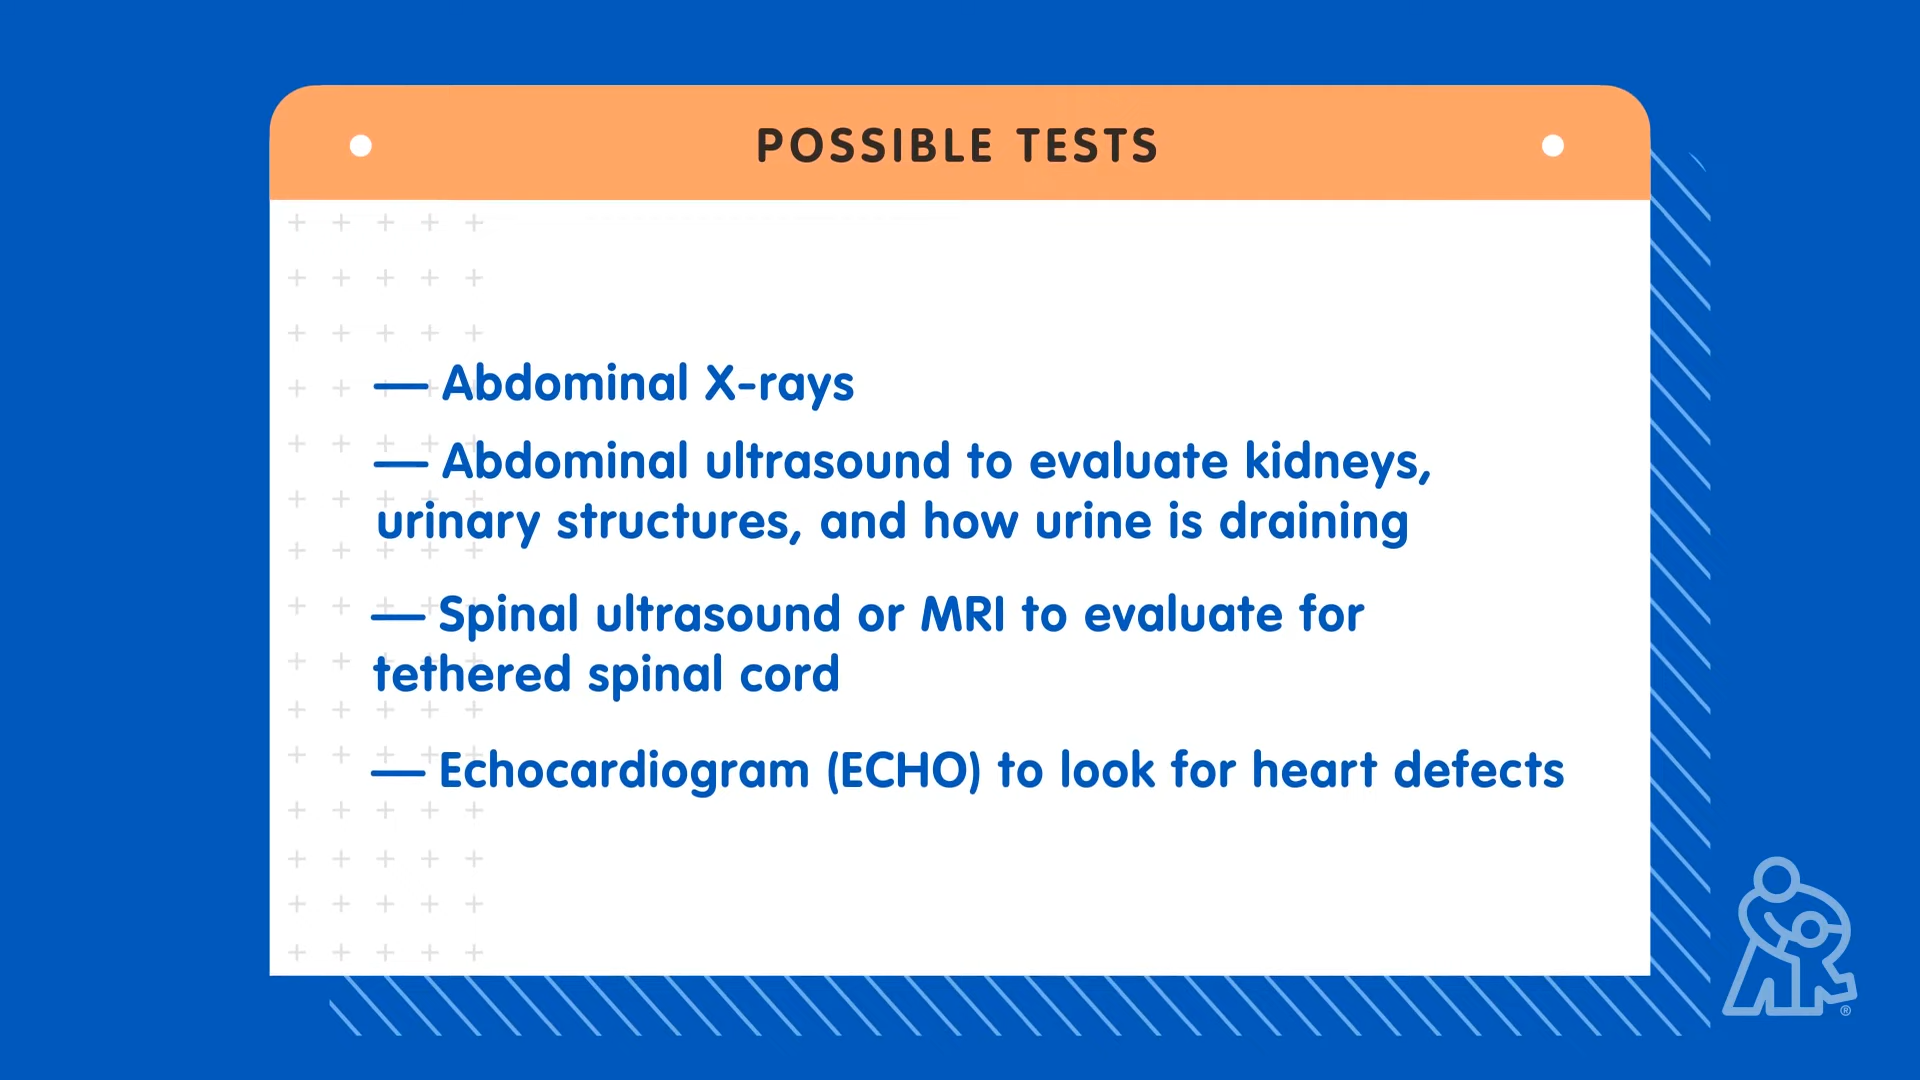 POSSIBLE TESTS
— Abdominal X-rays
— Abdominal ultrasound to evaluate kidneys,
urinary structures, and how urine is draining
— Spinal ultrasound or MRI to evaluate for
tethered spinal cord
— Echocardiogram (ECHO) to look for heart defects
®